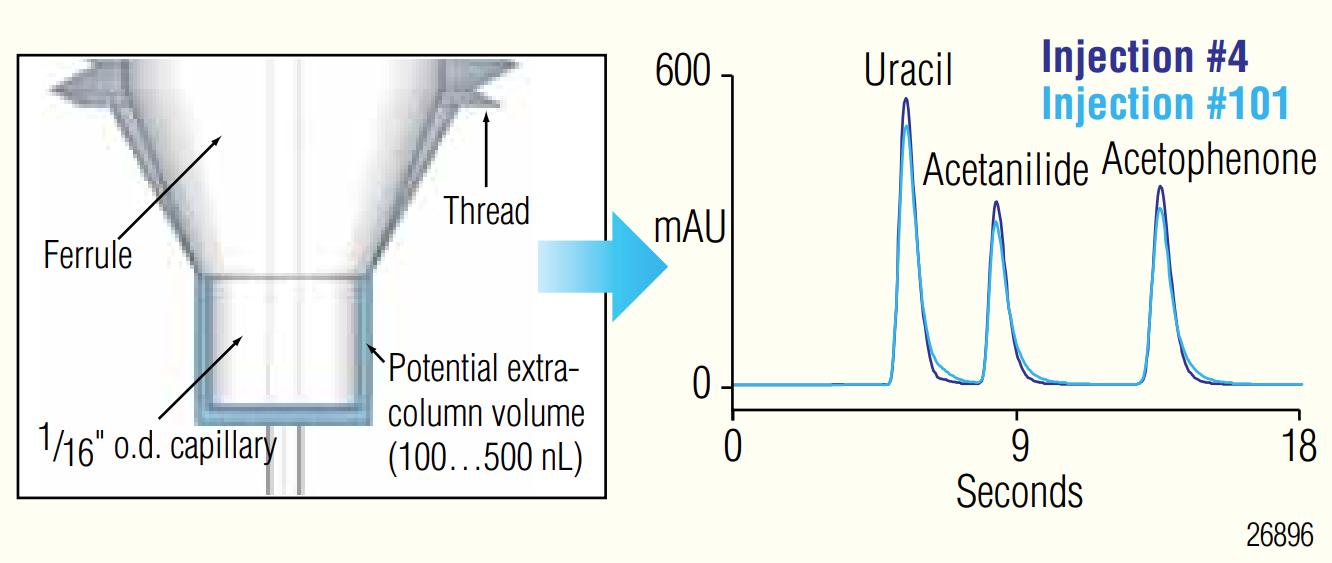 Ferrule
Thread
1/16" o.d. capillary
Potential extra-
column volume
(100...500 nL)
600
mAU
0
Uracil
Acetanilide
Acetophenone
Injection #4
Injection #101
0
9
18
Seconds
26896